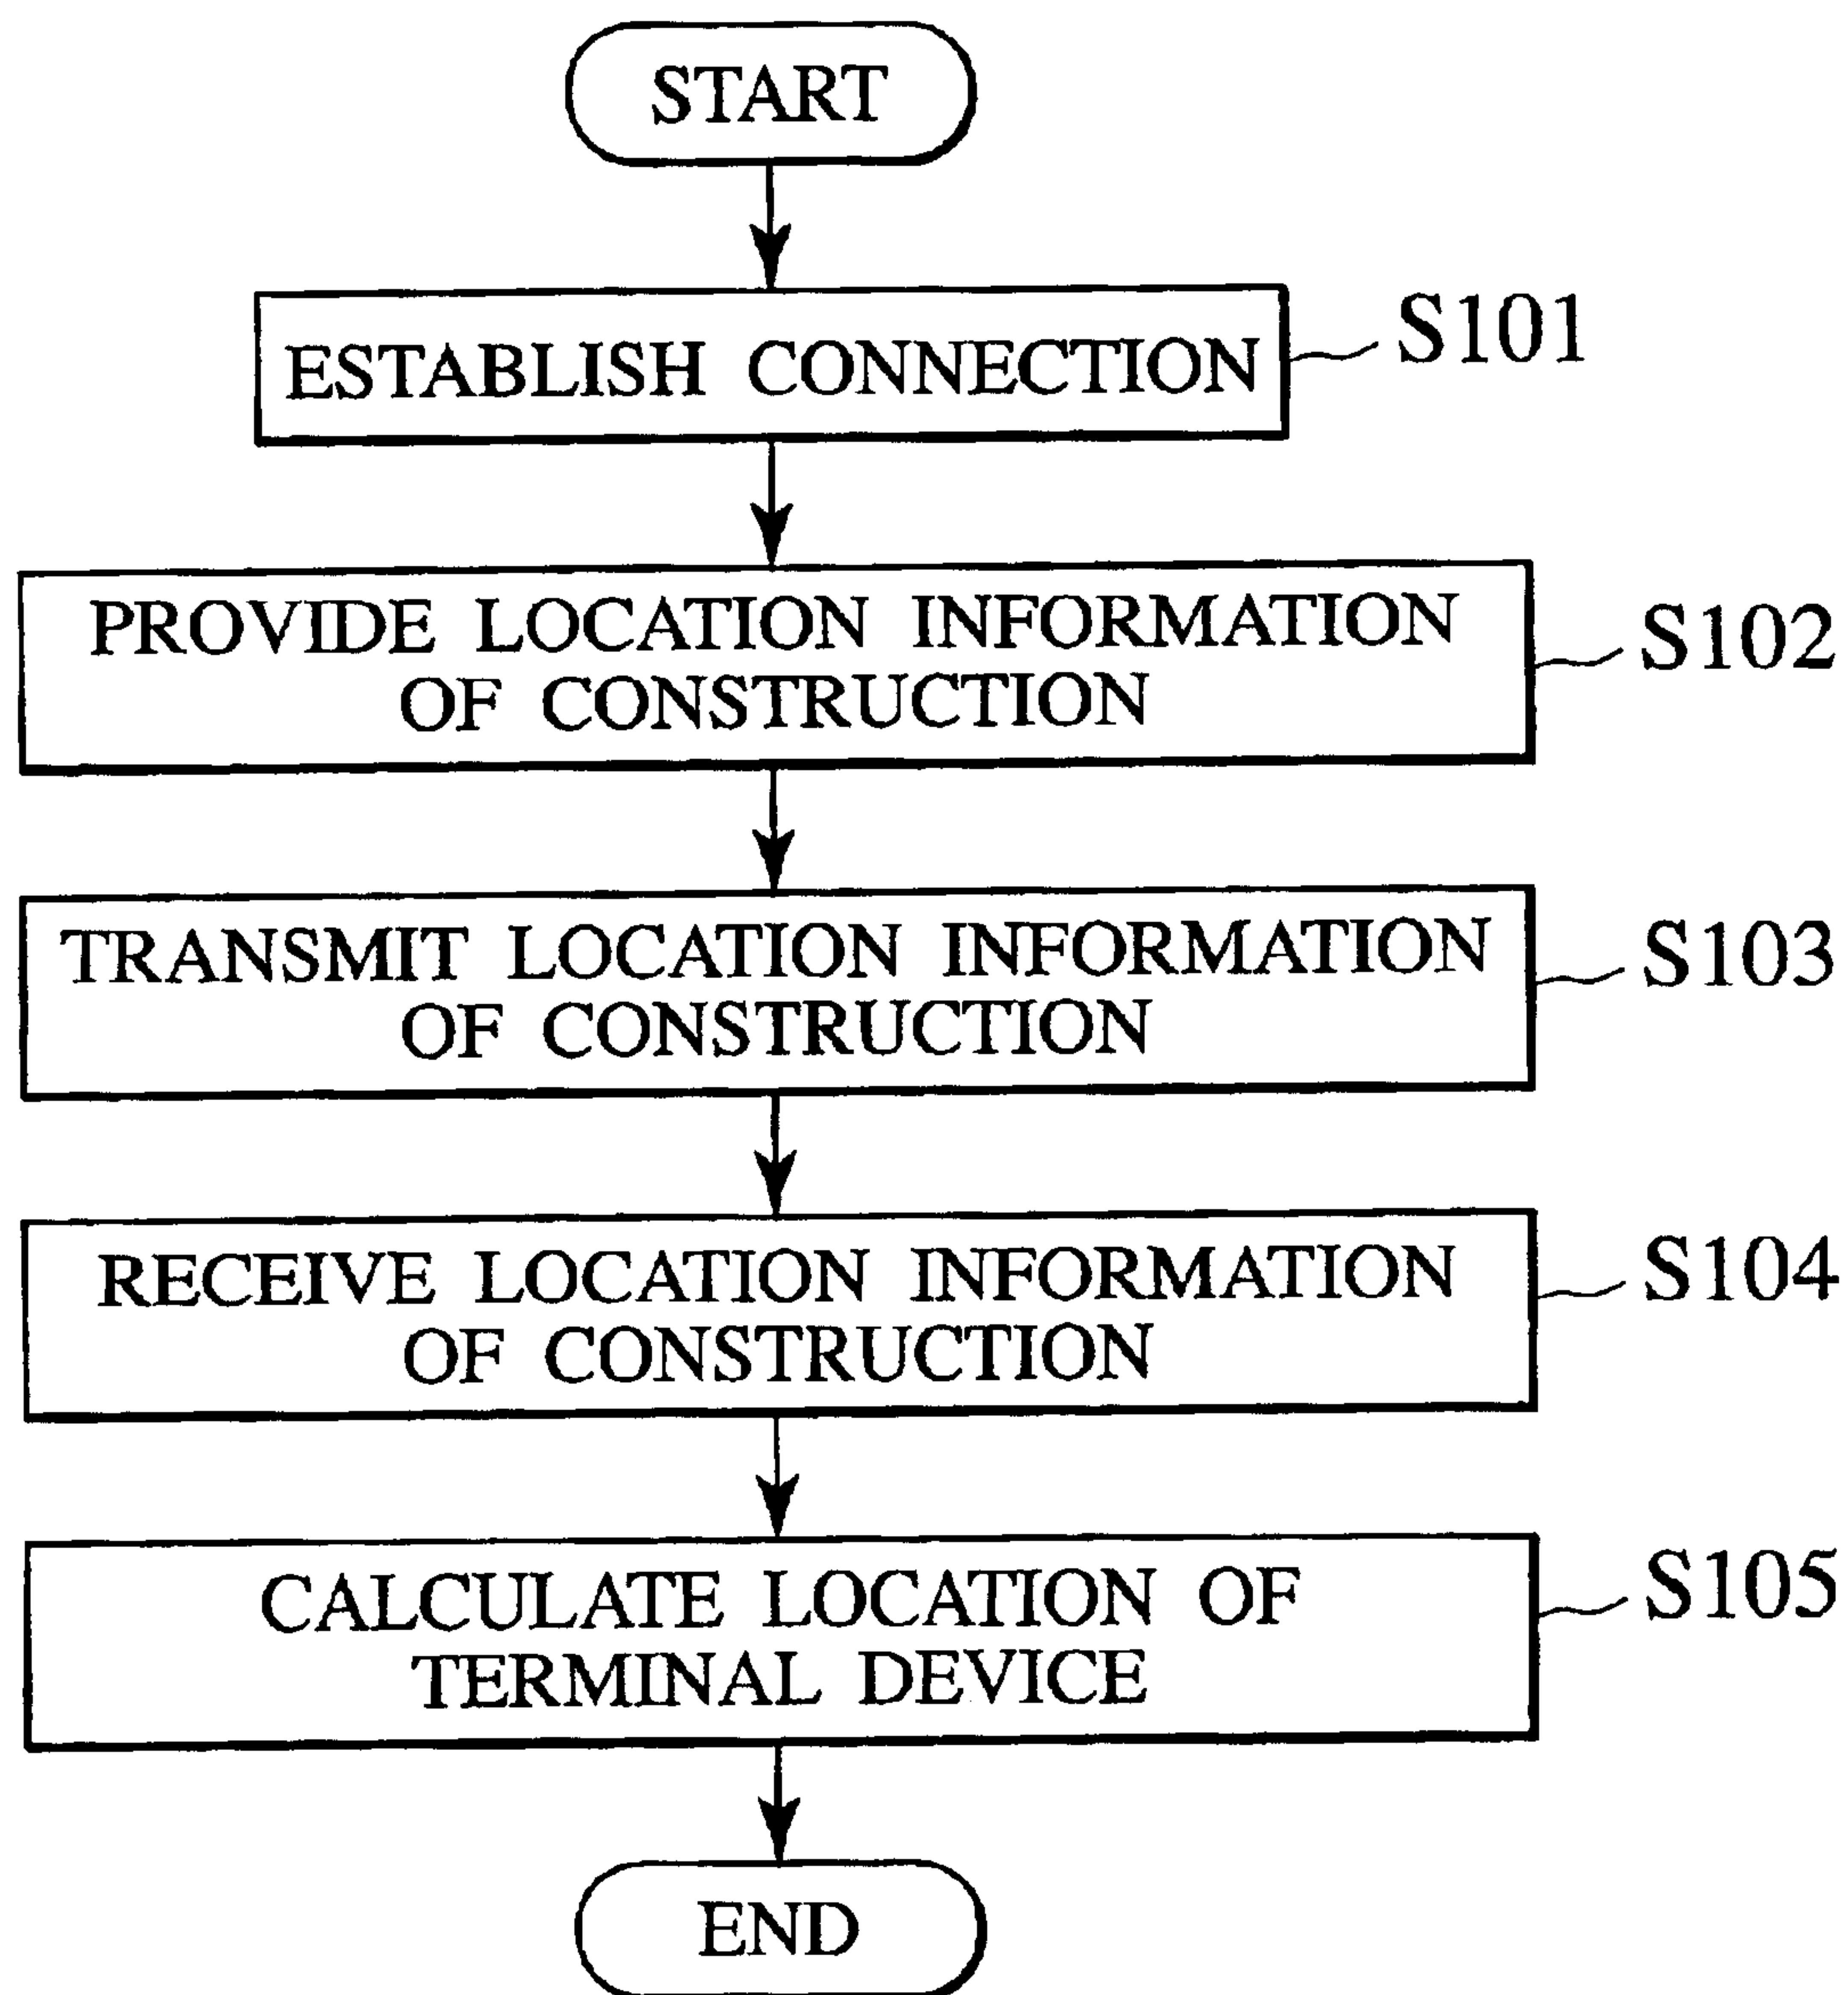 START
ESTABLISH CONNECTION
S101
PROVIDE LOCATION INFORMATION
OF CONSTRUCTION
S102
TRANSMIT LOCATION INFORMATION
OF CONSTRUCTION
S103
RECEIVE LOCATION INFORMATION
OF CONSTRUCTION
S104
CALCULATE LOCATION OF
TERMINAL DEVICE
S105
END